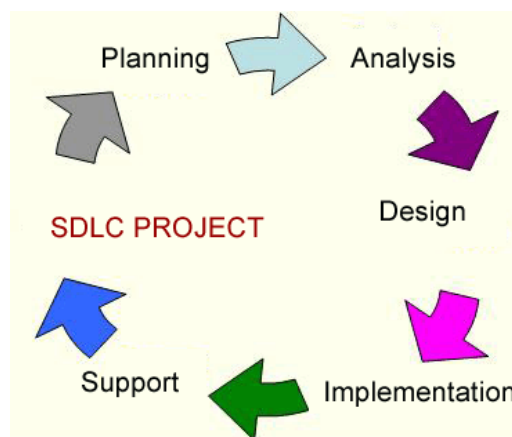 Planning
Analysis
Design
SDLC PROJECT
Support
Implementation